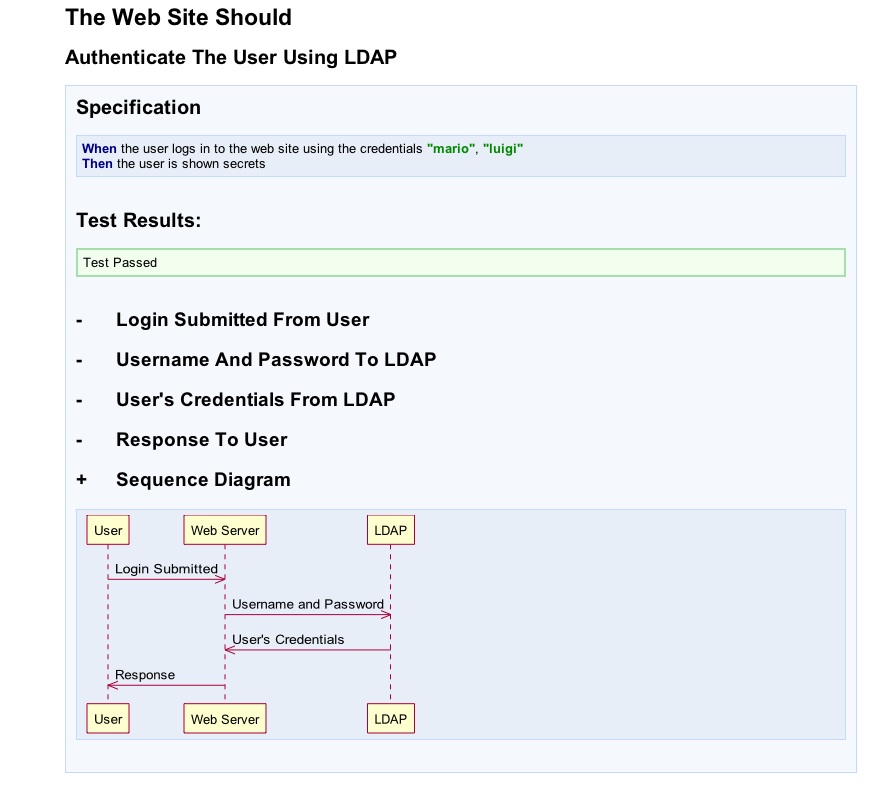 The Web Site Should
Authenticate The User Using LDAP
Specification
When the user logs in to the web site using the credentials "mario", "luigi"
Then the user is shown secrets
Test Results:
Test Passed
- Login Submitted From User
- Username And Password To LDAP
- User's Credentials From LDAP
- Response To User
+ Sequence Diagram
User Web Server LDAP
Login Submitted
Username and Password
User's Credentials
Response
User Web Server LDAP